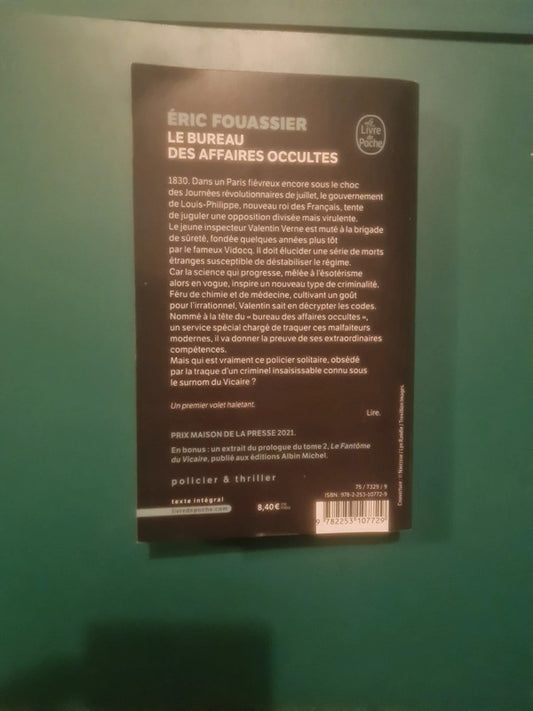 ÉRIC FOUASSIER
LE BUREAU
DES AFFAIRES OCCULTES
Le
Livre
de
Poche
1830. Dans un Paris fiévreux encore sous le choc
des Journées révolutionnaires de juillet, le gouvernement
de Louis-Philippe, nouveau roi des Français, tente
de juguler une opposition divisée mais virulente.
Le jeune inspecteur Valentin Verne est muté à la brigade
de sûreté, fondée quelques années plus tôt
par le fameux Vidocq. Il doit élucider une série de morts
étranges susceptible de déstabiliser le régime.
Car la science qui progresse, mêlée à l'ésotérisme
alors en vogue, inspire un nouveau type de criminalité.
Féru de chimie et de médecine, cultivant un goût
pour l'irrationnel, Valentin sait en décrypter les codes.
Nommé à la tête du « bureau des affaires occultes »,
un service spécial chargé de traquer ces malfaiteurs
modernes, il va donner la preuve de ses extraordinaires
compétences.
Mais qui est vraiment ce policier solitaire, obsédé
par la traque d'un criminel insaisissable connu sous
le surnom du Vicaire ?
Un premier volet haletant.
Lire.
PRIX MAISON DE LA PRESSE 2021.
En bonus : un extrait du prologue du tome 2, Le Fantôme
du Vicaire, publié aux éditions Albin Michel.
policier & thriller
texte intégral
livredepoche.com
8,40 €
75 / 7329 / 9
ISBN : 978-2-253-10772-9
9 782253 107729
Couverture : © Narcisse / Lye Rundle / Trevillion Images.